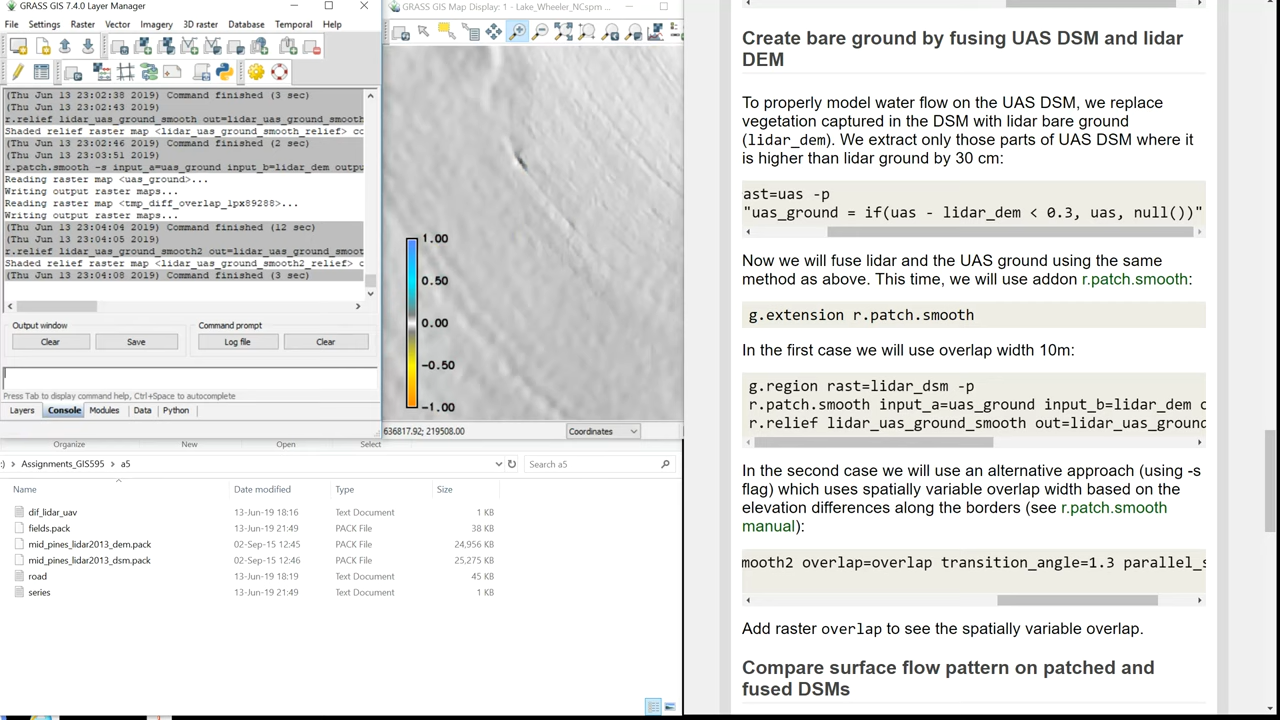 GRASS GIS 7.4.0 Layer Manager
File Settings Raster Vector Imagery 3D raster Database Temporal Help
(Thu Jun 13 23:02:38 2019) Command finished (3 sec)
(Thu Jun 13 23:02:43 2019)
r.relief lidar_uas_ground_smooth out=lidar_uas_ground_smooth
Shaded relief raster map <lidar_uas_ground_smooth_relief> c
(Thu Jun 13 23:02:46 2019) Command finished (2 sec)
(Thu Jun 13 23:03:51 2019)
r.patch.smooth -s input_a=uas_ground input_b=lidar_dem output
Reading raster map <uas_ground>...
Writing output raster maps...
Reading raster map <tmp_diff_overlap_lpx89288>...
Writing output raster maps...
(Thu Jun 13 23:04:04 2019) Command finished (12 sec)
(Thu Jun 13 23:04:05 2019)
r.relief lidar_uas_ground_smooth2 out=lidar_uas_ground_smoot
Shaded relief raster map <lidar_uas_ground_smooth2_relief> c
(Thu Jun 13 23:04:08 2019) Command finished (3 sec)
Output window
Command prompt
Clear Save Log file Clear
Press Tab to display command help, Ctrl+Space to autocomplete
Layers Console Modules Data Python
GRASS GIS Map Display: 1 - Lake_Wheeler_NCspm
1.00
0.50
0.00
-0.50
-1.00
636817.92; 219508.00
Coordinates
Organize New Open Select
Assignments_GIS595 a5
Search a5
Name Date modified Type Size
dif_lidar_uav 13-Jun-19 18:16 Text Document 1 KB
fields.pack 13-Jun-19 21:49 PACK File 38 KB
mid_pines_lidar2013_dem.pack 02-Sep-15 12:45 PACK File 24,956 KB
mid_pines_lidar2013_dsm.pack 02-Sep-15 12:46 PACK File 25,275 KB
road 13-Jun-19 18:19 Text Document 45 KB
series 13-Jun-19 21:49 Text Document 1 KB
Create bare ground by fusing UAS DSM and lidar
DEM
To properly model water flow on the UAS DSM, we replace
vegetation captured in the DSM with lidar bare ground
(lidar_dem). We extract only those parts of UAS DSM where it
is higher than lidar ground by 30 cm:
ast=uas -p
"uas_ground = if(uas - lidar_dem < 0.3, uas, null())"
Now we will fuse lidar and the UAS ground using the same
method as above. This time, we will use addon r.patch.smooth:
g.extension r.patch.smooth
In the first case we will use overlap width 10m:
g.region rast=lidar_dsm -p
r.patch.smooth input_a=uas_ground input_b=lidar_dem c
r.relief lidar_uas_ground_smooth out=lidar_uas_ground
In the second case we will use an alternative approach (using -s
flag) which uses spatially variable overlap width based on the
elevation differences along the borders (see r.patch.smooth
manual):
mooth2 overlap=overlap transition_angle=1.3 parallel_s
Add raster overlap to see the spatially variable overlap.
Compare surface flow pattern on patched and
fused DSMs